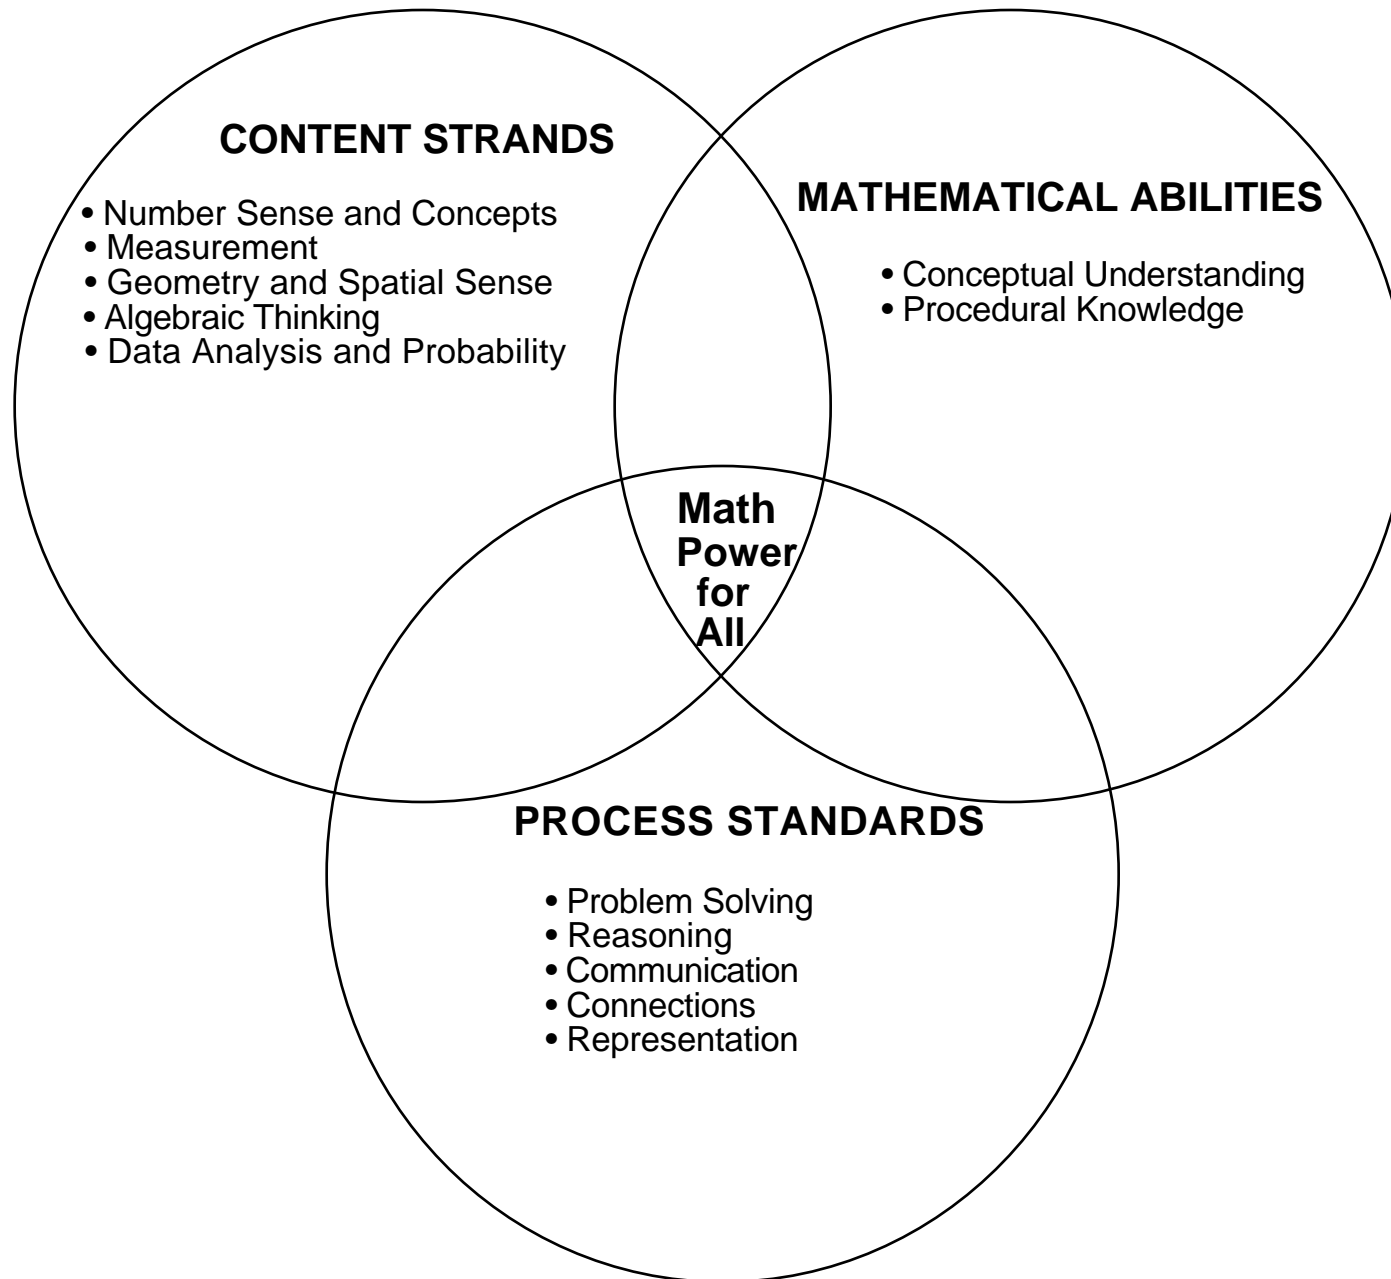 CONTENT STRANDS
• Number Sense and Concepts
• Measurement
• Geometry and Spatial Sense
• Algebraic Thinking
• Data Analysis and Probability
MATHEMATICAL ABILITIES
• Conceptual Understanding
• Procedural Knowledge
Math
Power
for
All
PROCESS STANDARDS
• Problem Solving
• Reasoning
• Communication
• Connections
• Representation